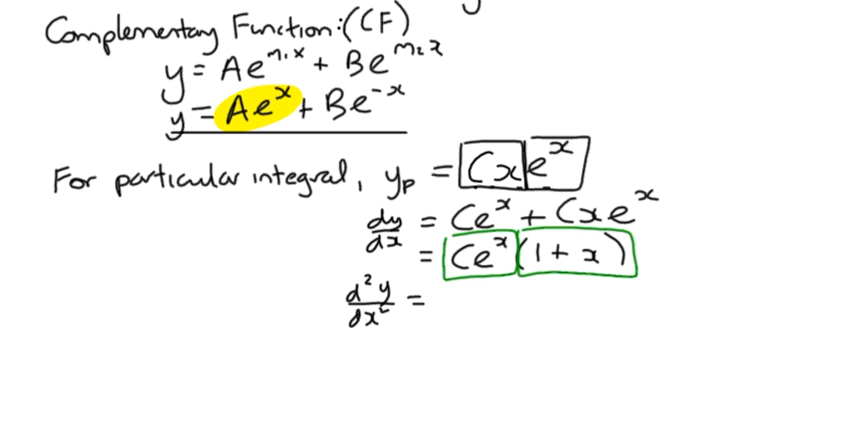 Complementary Function:(CF)
y = Ae^{m₁x} + Be^{m₂x}
y = Ae^x + Be^{-x}
For particular integral, y_p = Cxe^x
dy/dx = Ce^x + Cxe^x
= Ce^x(1 + x)
d²y/dx² =